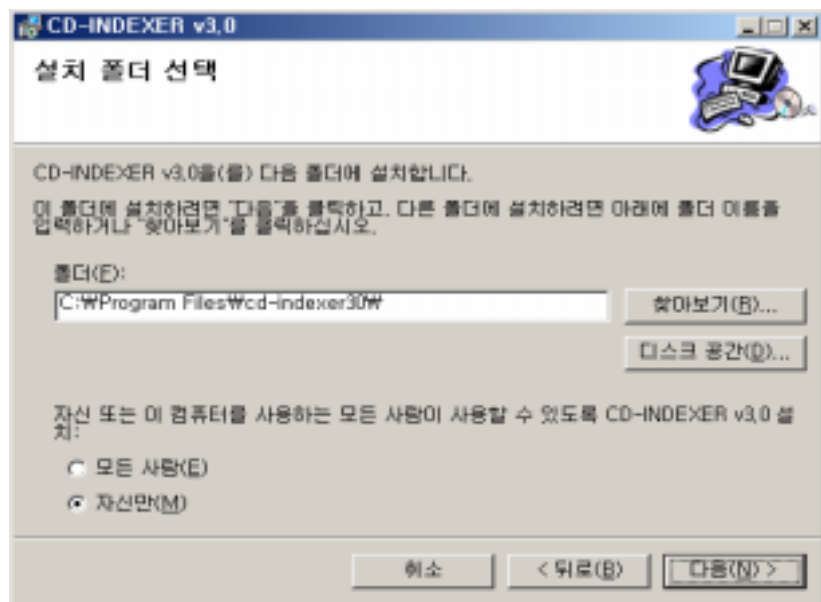 CD-INDEXER v3,0
설치 폴더 선택
CD-INDEXER v3,0을(를) 다음 폴더에 설치합니다.
이 폴더에 설치하려면 "다음"을 클릭하고, 다른 폴더에 설치하려면 아래에 폴더 이름을
입력하거나 "찾아보기"를 클릭하십시오.
폴더(F):
C:₩Program Files₩cd-indexer30₩
찾아보기(R)...
디스크 공간(D)...
자신 또는 이 컴퓨터를 사용하는 모든 사람이 사용할 수 있도록 CD-INDEXER v3,0 설
치:
모든 사람(E)
자신만(M)
취소
< 뒤로(B)
다음(N) >